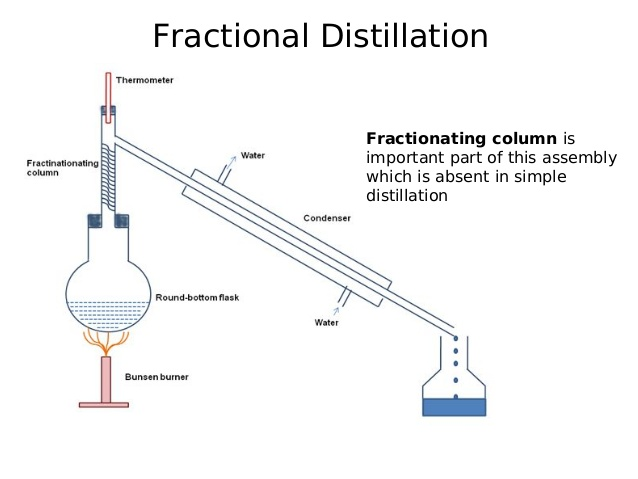 Fractional Distillation
Thermometer
Fractinationating
column
Water
Fractionating column is
important part of this assembly
which is absent in simple
distillation
Condenser
Round-bottom flask
Water
Bunsen burner